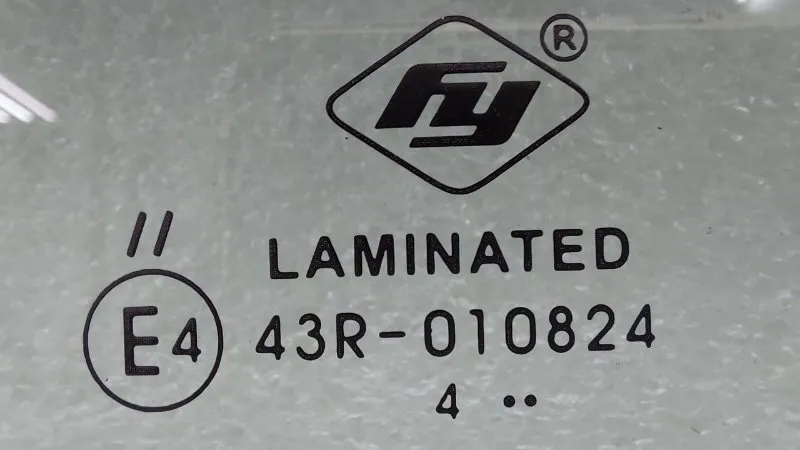 fy ®
//
LAMINATED
E4 43R-010824
4 ••